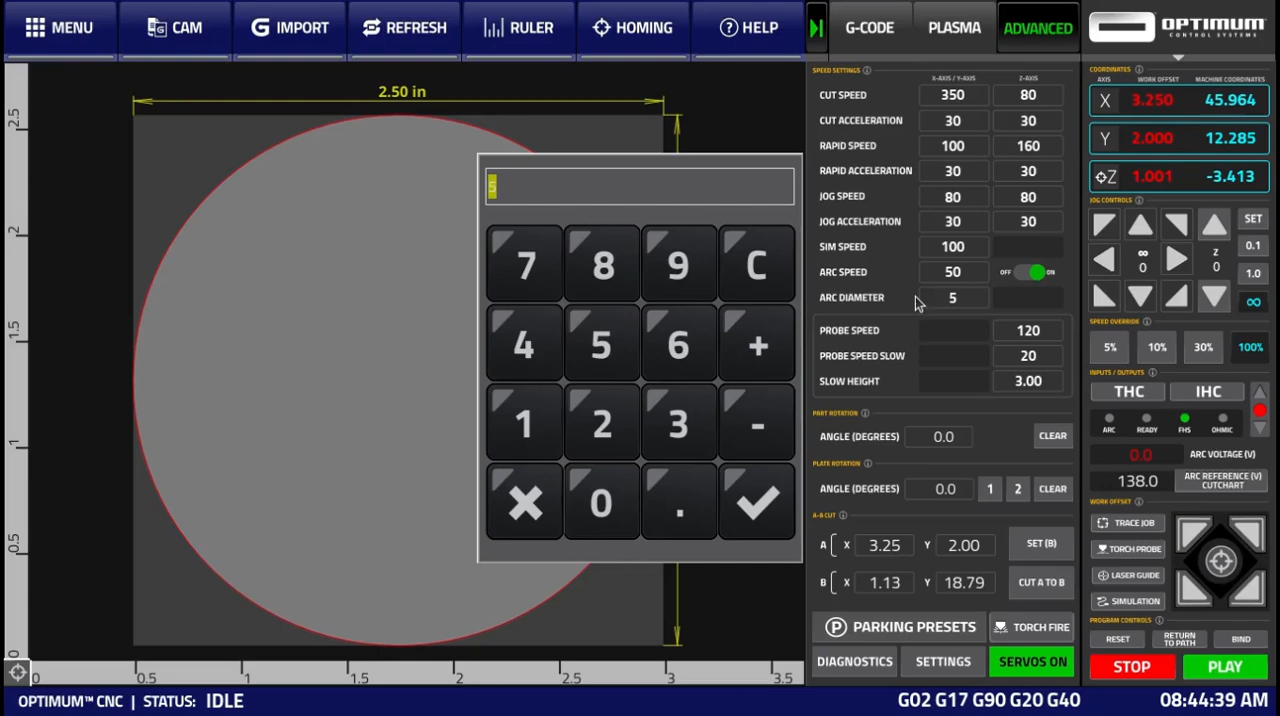 MENU CAM IMPORT REFRESH RULER HOMING HELP
G-CODE PLASMA ADVANCED
OPTIMUM™
CONTROL SYSTEMS
2.50 in
2.5
2
1.5
1
0.5
0
0 0.5 1 1.5 2 2.5 3 3.5
5
7 8 9 C
4 5 6 +
1 2 3 -
0 .
SPEED SETTINGS X-AXIS / Y-AXIS Z-AXIS
CUT SPEED 350 80
CUT ACCELERATION 30 30
RAPID SPEED 100 160
RAPID ACCELERATION 30 30
JOG SPEED 80 80
JOG ACCELERATION 30 30
SIM SPEED 100
ARC SPEED 50 OFF ON
ARC DIAMETER 5
PROBE SPEED 120
PROBE SPEED SLOW 20
SLOW HEIGHT 3.00
PART ROTATION
ANGLE (DEGREES) 0.0 CLEAR
PLATE ROTATION
ANGLE (DEGREES) 0.0 1 2 CLEAR
A-B CUT
A X 3.25 Y 2.00 SET (B)
B X 1.13 Y 18.79 CUT A TO B
P PARKING PRESETS TORCH FIRE
DIAGNOSTICS SETTINGS SERVOS ON
COORDINATES
AXIS WORK OFFSET MACHINE COORDINATES
X 3.250 45.964
Y 2.000 12.285
Z 1.001 -3.413
JOG CONTROLS
∞
0
Z
0
SET
0.1
1.0
∞
SPEED OVERRIDE
5% 10% 30% 100%
INPUTS / OUTPUTS
THC IHC
ARC READY FHS OHMIC
0.0 ARC VOLTAGE (V)
138.0 ARC REFERENCE (V)
CUTCHART
WORK OFFSET
TRACE JOB
TORCH PROBE
LASER GUIDE
SIMULATION
PROGRAM CONTROLS
RESET RETURN TO PATH BIND
STOP PLAY
OPTIMUM™ CNC | STATUS: IDLE
G02 G17 G90 G20 G40
08:44:39 AM